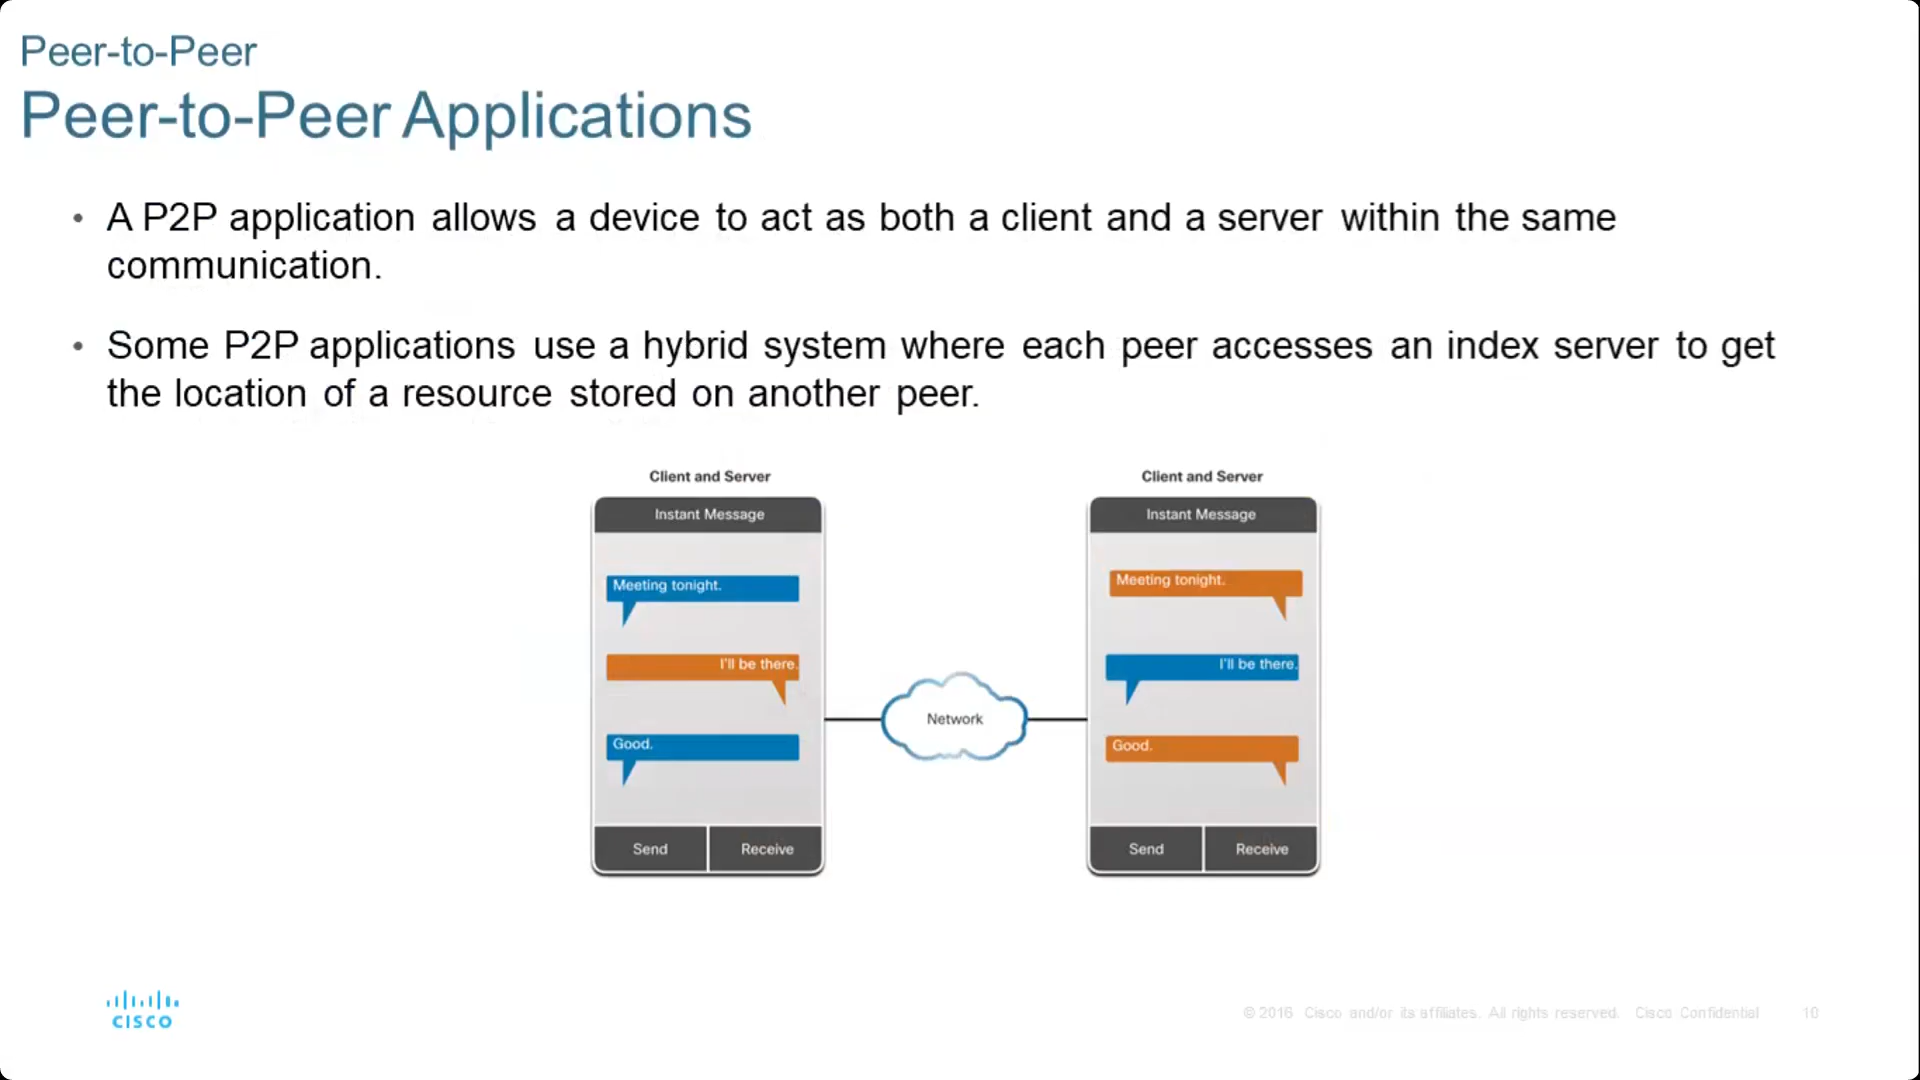 Peer-to-Peer
Peer-to-Peer Applications
• A P2P application allows a device to act as both a client and a server within the same
communication.
• Some P2P applications use a hybrid system where each peer accesses an index server to get
the location of a resource stored on another peer.
Client and Server
Instant Message
Meeting tonight.
I'll be there.
Good.
Send
Receive
Network
Client and Server
Instant Message
Meeting tonight.
I'll be there.
Good.
Send
Receive
CISCO
© 2016 Cisco and/or its affiliates. All rights reserved. Cisco Confidential
10